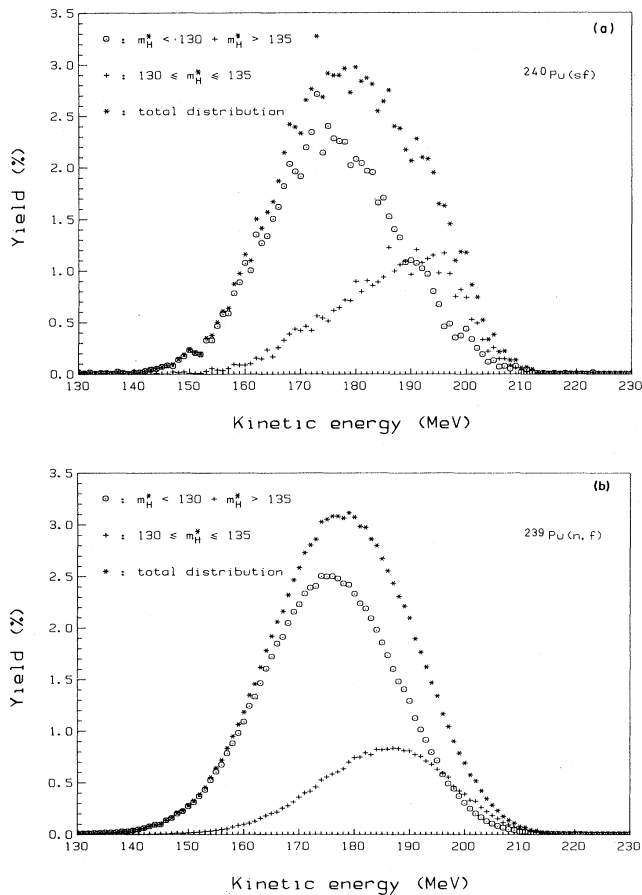 (a)
⊙ : m*H < 130 + m*H > 135
+ : 130 ≤ m*H ≤ 135
* : total distribution
240Pu(sf)
Yield (%)
3.5
3.0
2.5
2.0
1.5
1.0
0.5
0.0
130 140 150 160 170 180 190 200 210 220 230
Kinetic energy (MeV)
(b)
⊙ : m*H < 130 + m*H > 135
+ : 130 ≤ m*H ≤ 135
* : total distribution
239Pu(n,f)
Yield (%)
3.5
3.0
2.5
2.0
1.5
1.0
0.5
0.0
130 140 150 160 170 180 190 200 210 220 230
Kinetic energy (MeV)